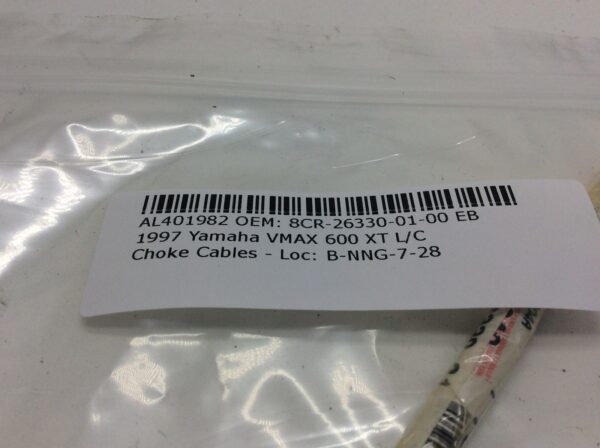 AL401982 OEM: 8CR-26330-01-00 EB
1997 Yamaha VMAX 600 XT L/C
Choke Cables - Loc: B-NNG-7-28